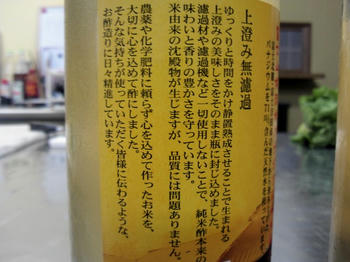 上澄み無濾過
ゆっくりと時間をかけ静置熟成させることで生まれる
上澄みの美味しさをそのまま瓶に封じ込めました。
濾過材や濾過機など一切使用しないことで、純米酢本来の
味わいと香りの豊かさを守っています。
米由来の沈殿物が生じますが、品質には問題ありません。
農薬や化学肥料に頼らず心を込めて作ったお米を、
大切に心を込めて酢にしました。
そんな気持ちが使っていただく皆様に伝わるような、
お酢造りに日々精進しています。